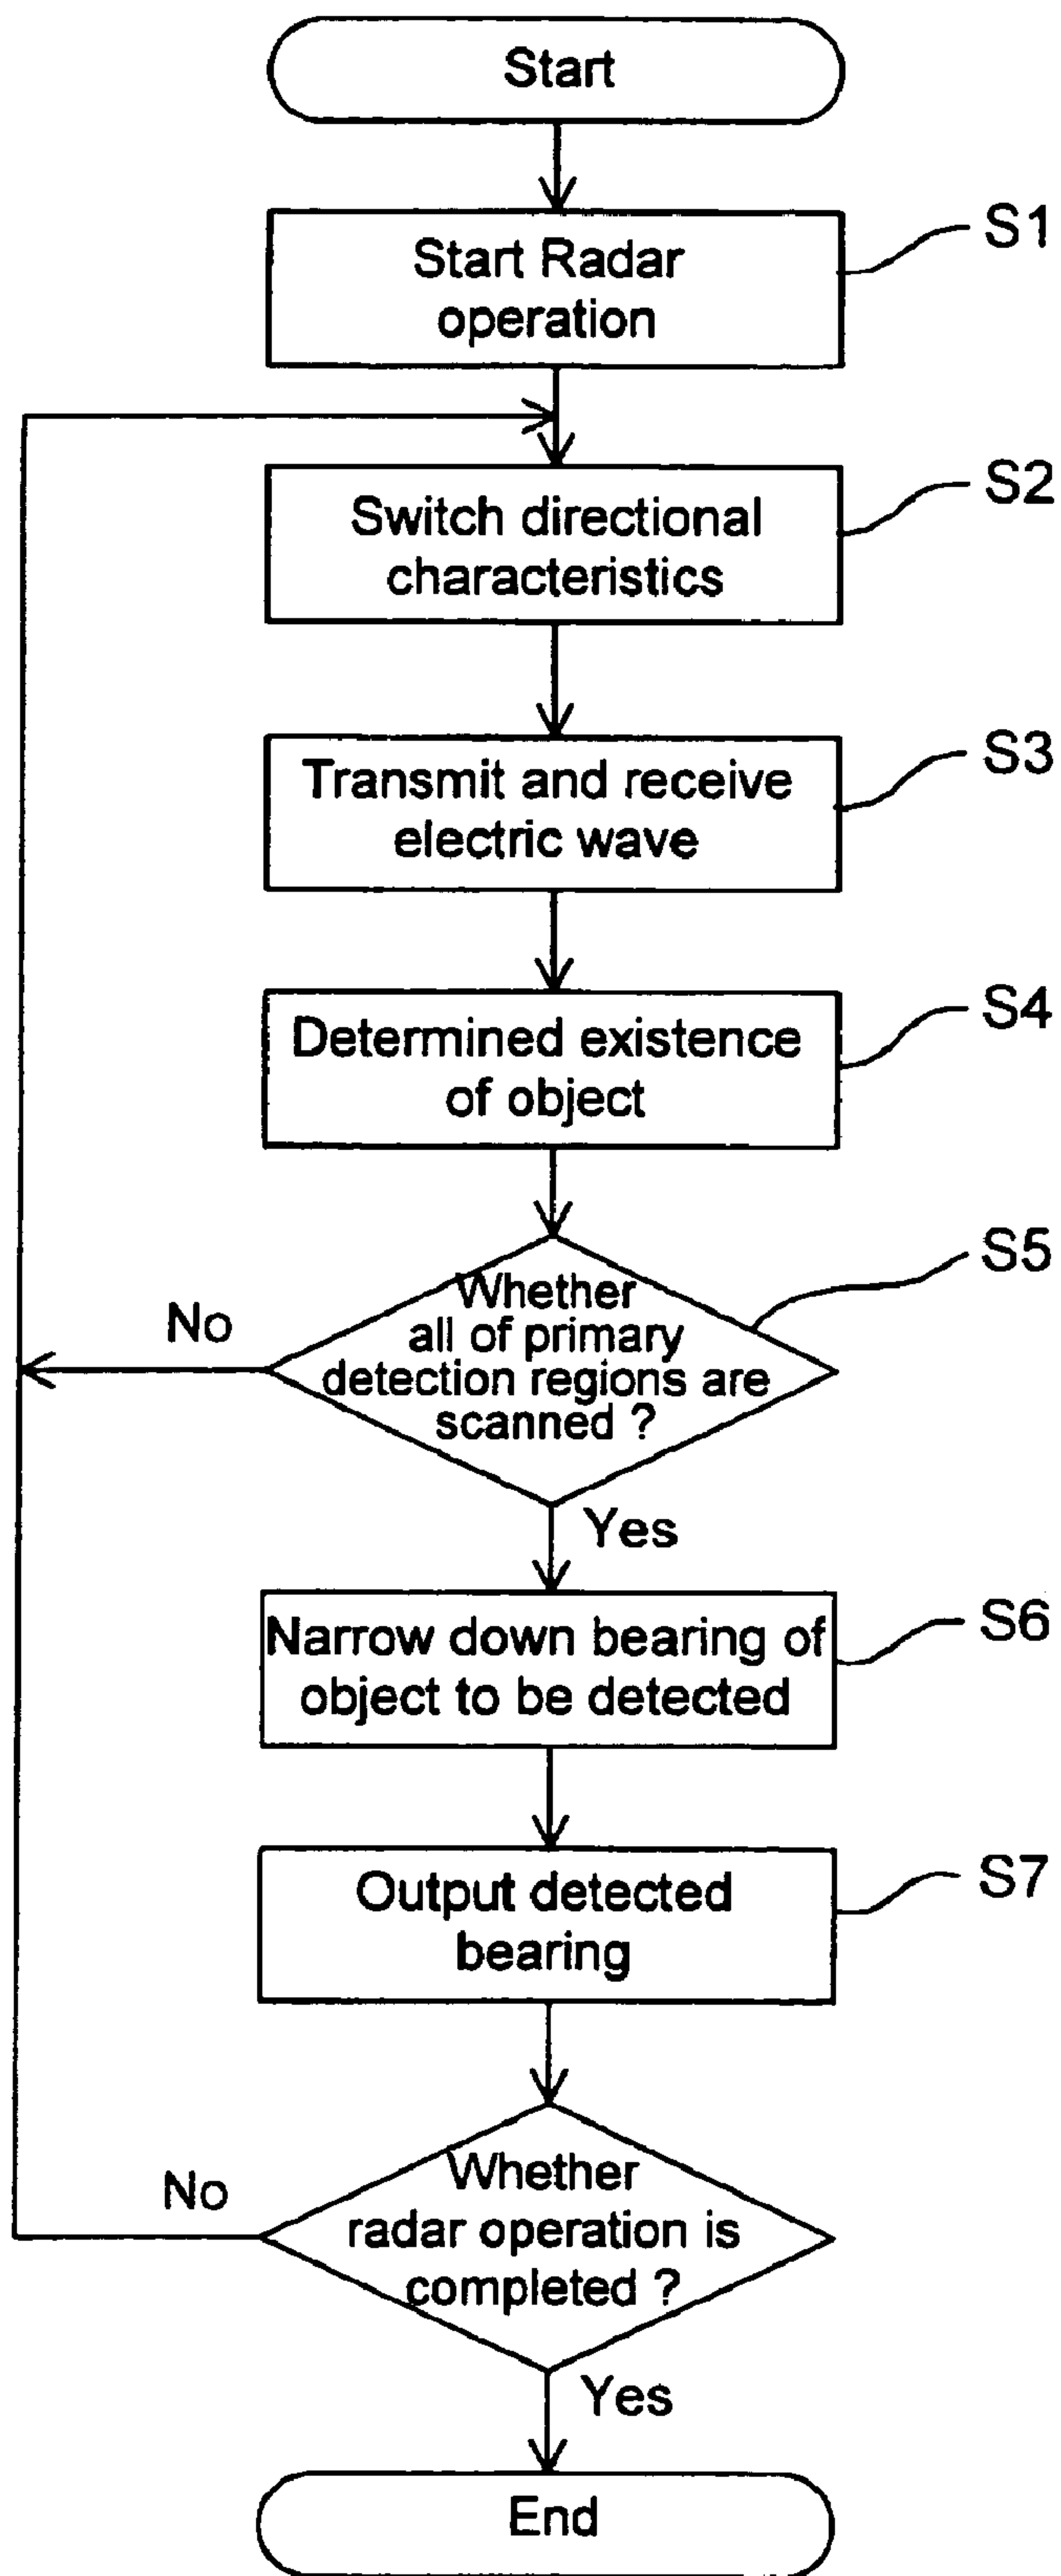 Start
Start Radar
operation
S1
Switch directional
characteristics
S2
Transmit and receive
electric wave
S3
Determined existence
of object
S4
Whether
all of primary
detection regions are
scanned ?
S5
No
Yes
Narrow down bearing of
object to be detected
S6
Output detected
bearing
S7
Whether
radar operation is
completed ?
No
Yes
End